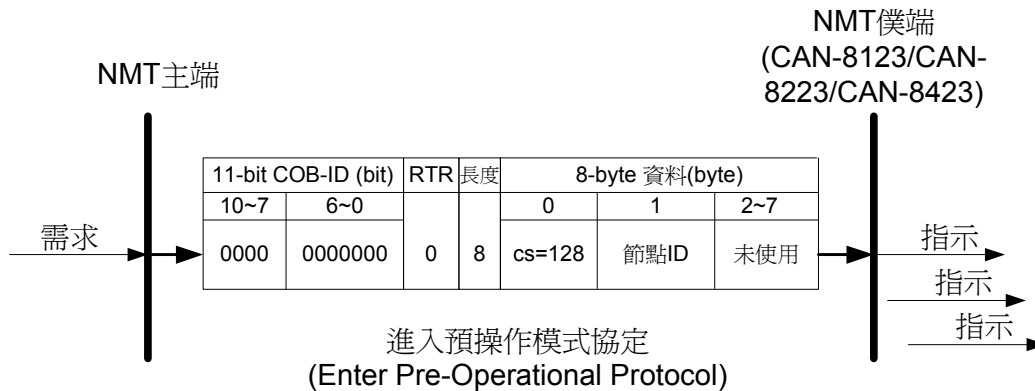 NMT僕端
(CAN-8123/CAN-
8223/CAN-8423)
NMT主端
11-bit COB-ID (bit) RTR 長度 8-byte 資料(byte)
10~7 6~0 0 1 2~7
0000 0000000 0 8 cs=128 節點ID 未使用
需求
指示
指示
指示
進入預操作模式協定
(Enter Pre-Operational Protocol)